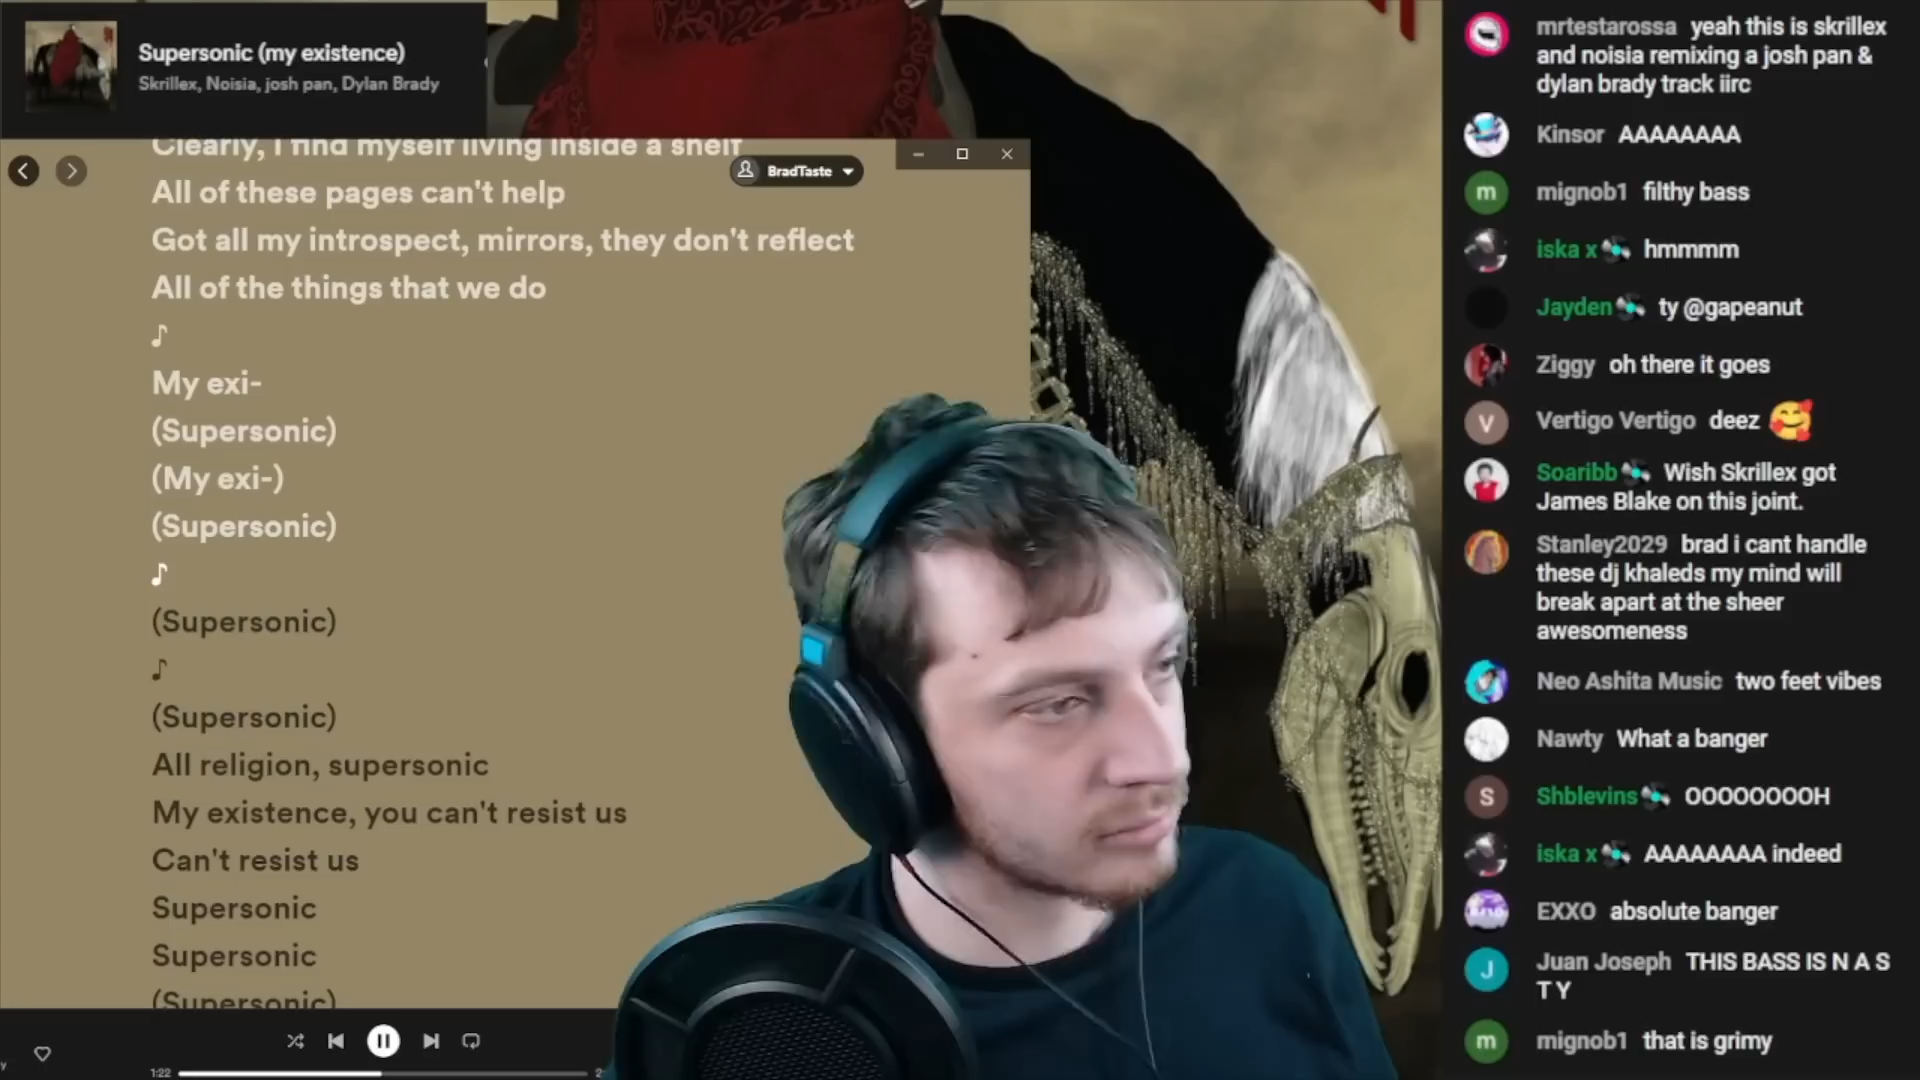 Supersonic (my existence)
Skrillex, Noisia, josh pan, Dylan Brady
Clearly, I find myself living inside a shelf
BradTaste
All of these pages can't help
Got all my introspect, mirrors, they don't reflect
All of the things that we do
♪
My exi-
(Supersonic)
(My exi-)
(Supersonic)
♪
(Supersonic)
♪
(Supersonic)
All religion, supersonic
My existence, you can't resist us
Can't resist us
Supersonic
Supersonic
(Supersonic)
1:22
mrtestarossa yeah this is skrillex
and noisia remixing a josh pan &
dylan brady track iirc
Kinsor AAAAAAAA
m mignob1 filthy bass
iska x hmmmm
Jayden ty @gapeanut
Ziggy oh there it goes
V Vertigo Vertigo deez 🥰
Soaribb Wish Skrillex got
James Blake on this joint.
Stanley2029 brad i cant handle
these dj khaleds my mind will
break apart at the sheer
awesomeness
Neo Ashita Music two feet vibes
Nawty What a banger
S Shblevins OOOOOOOOH
iska x AAAAAAAA indeed
EXXO absolute banger
J Juan Joseph THIS BASS IS N A S
T Y
m mignob1 that is grimy